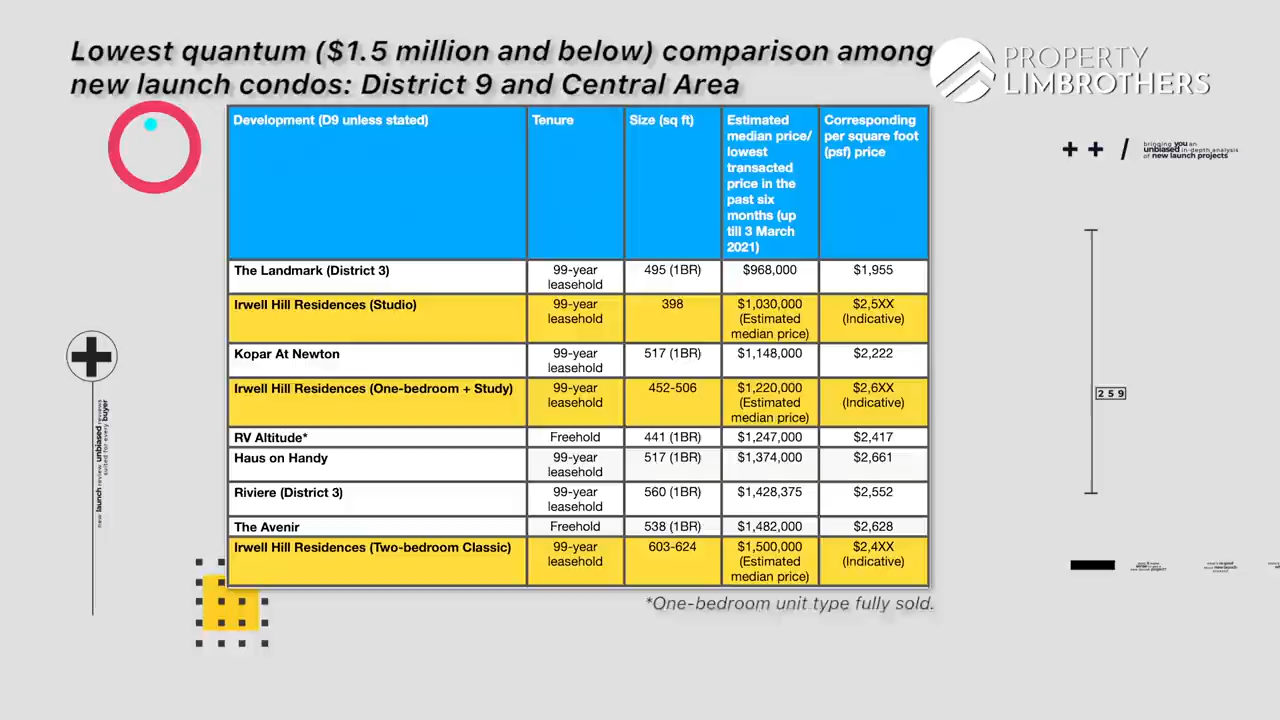 Lowest quantum ($1.5 million and below) comparison among
new launch condos: District 9 and Central Area
PROPERTY
LIMBROTHERS
++ /
bringing you an
unbiased in-depth analysis
of new launch projects
Development (D9 unless stated) Tenure Size (sq ft) Estimated median price/ lowest transacted price in the past six months (up till 3 March 2021) Corresponding per square foot (psf) price
The Landmark (District 3) 99-year leasehold 495 (1BR) $968,000 $1,955
Irwell Hill Residences (Studio) 99-year leasehold 398 $1,030,000 (Estimated median price) $2,5XX (Indicative)
Kopar At Newton 99-year leasehold 517 (1BR) $1,148,000 $2,222
Irwell Hill Residences (One-bedroom + Study) 99-year leasehold 452-506 $1,220,000 (Estimated median price) $2,6XX (Indicative)
RV Altitude* Freehold 441 (1BR) $1,247,000 $2,417
Haus on Handy 99-year leasehold 517 (1BR) $1,374,000 $2,661
Riviere (District 3) 99-year leasehold 560 (1BR) $1,428,375 $2,552
The Avenir Freehold 538 (1BR) $1,482,000 $2,628
Irwell Hill Residences (Two-bedroom Classic) 99-year leasehold 603-624 $1,500,000 (Estimated median price) $2,4XX (Indicative)
*One-bedroom unit type fully sold.
259
new launch review unbiased reviews
suited for every buyer